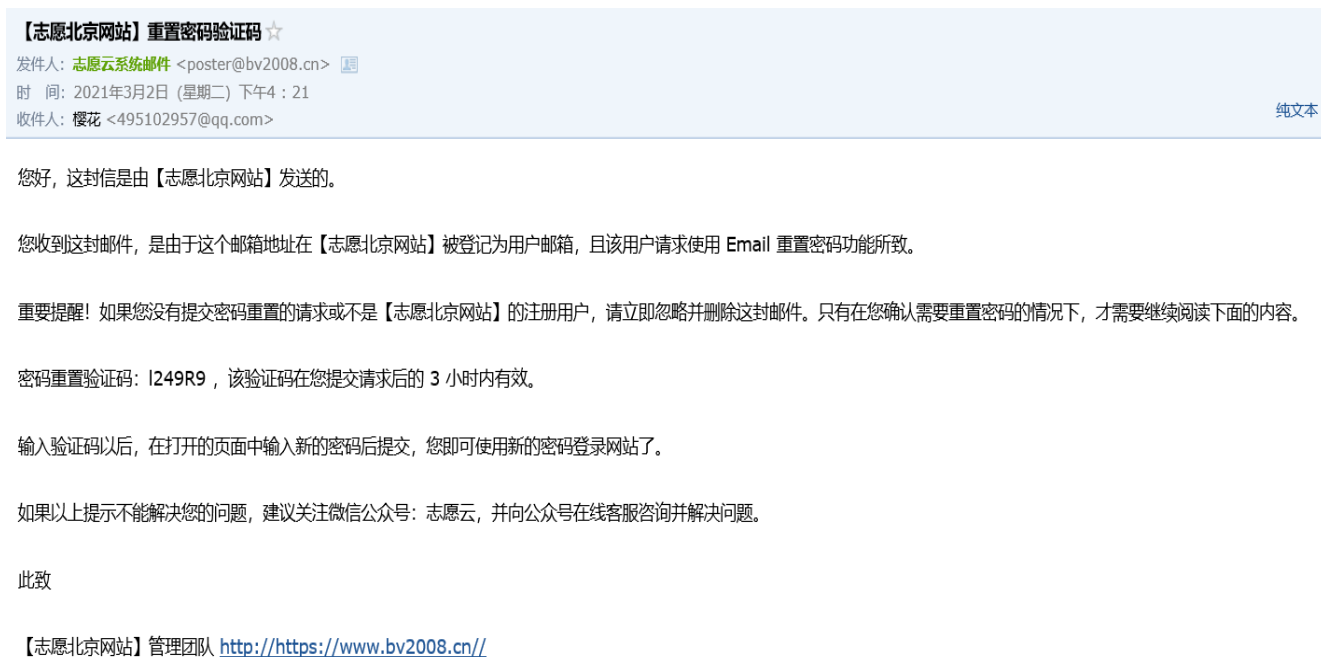 【志愿北京网站】重置密码验证码☆
发件人：志愿云系统邮件 <poster@bv2008.cn>
时 间：2021年3月2日 (星期二) 下午4：21
纯文本
收件人：樱花 <495102957@qq.com>
您好，这封信是由【志愿北京网站】发送的。
您收到这封邮件，是由于这个邮箱地址在【志愿北京网站】被登记为用户邮箱，且该用户请求使用 Email 重置密码功能所致。
重要提醒！如果您没有提交密码重置的请求或不是【志愿北京网站】的注册用户，请立即忽略并删除这封邮件。只有在您确认需要重置密码的情况下，才需要继续阅读下面的内容。
密码重置验证码：l249R9 ，该验证码在您提交请求后的 3 小时内有效。
输入验证码以后，在打开的页面中输入新的密码后提交，您即可使用新的密码登录网站了。
如果以上提示不能解决您的问题，建议关注微信公众号：志愿云，并向公众号在线客服咨询并解决问题。
此致
【志愿北京网站】管理团队 http://https://www.bv2008.cn//